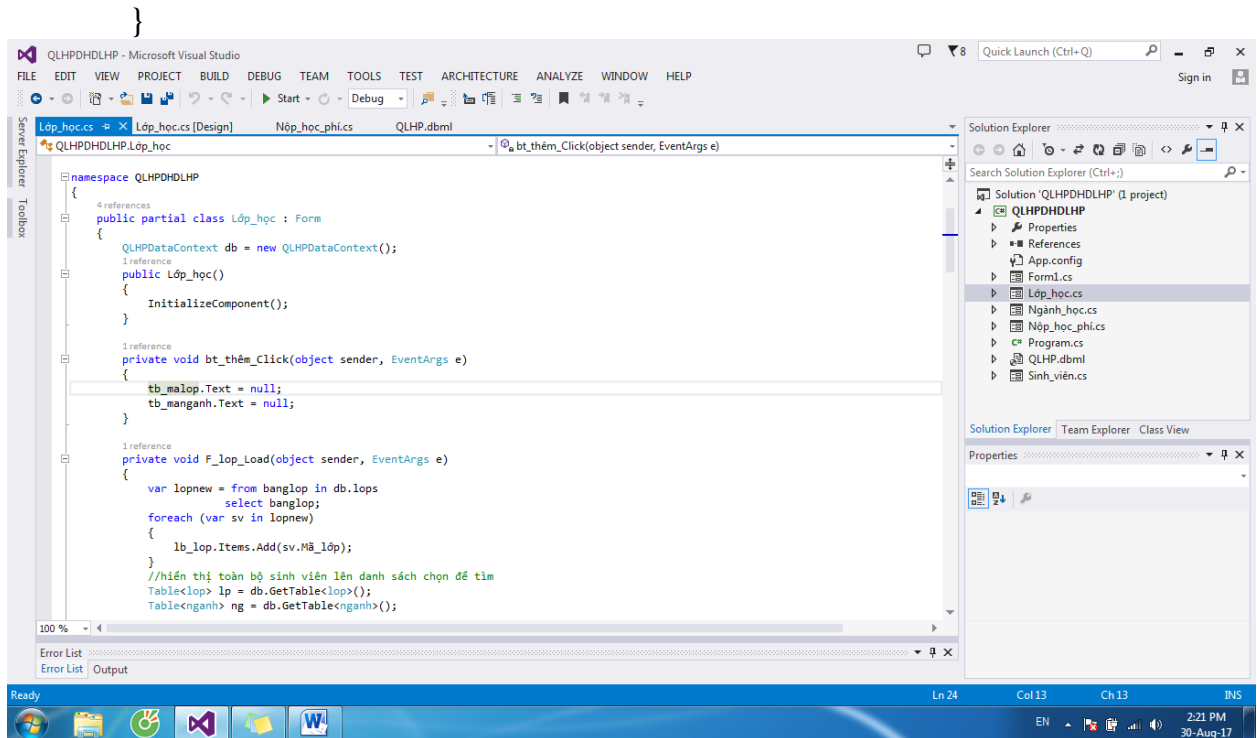 }
QLHPDHDLHP - Microsoft Visual Studio
8
Quick Launch (Ctrl+Q)
FILE EDIT VIEW PROJECT BUILD DEBUG TEAM TOOLS TEST ARCHITECTURE ANALYZE WINDOW HELP
Sign in
Start
Debug
Server Explorer
Toolbox
Lớp_học.cs
Lớp_học.cs [Design]
Nộp_học_phí.cs
QLHP.dbml
QLHPDHDLHP.Lớp_học
bt_thêm_Click(object sender, EventArgs e)
namespace QLHPDHDLHP
{
4 references
public partial class Lớp_học : Form
{
QLHPDataContext db = new QLHPDataContext();
1 reference
public Lớp_học()
{
InitializeComponent();
}
1 reference
private void bt_thêm_Click(object sender, EventArgs e)
{
tb_malop.Text = null;
tb_manganh.Text = null;
}
1 reference
private void F_lop_Load(object sender, EventArgs e)
{
var lopnew = from banglop in db.lops
select banglop;
foreach (var sv in lopnew)
{
lb_lop.Items.Add(sv.Mã_lớp);
}
//hiển thị toàn bộ sinh viên lên danh sách chọn để tìm
Table<lop> lp = db.GetTable<lop>();
Table<nganh> ng = db.GetTable<nganh>();
100 %
Error List
Error List Output
Solution Explorer
Search Solution Explorer (Ctrl+;)
Solution 'QLHPDHDLHP' (1 project)
C# QLHPDHDLHP
Properties
References
App.config
Form1.cs
Lớp_học.cs
Ngành_học.cs
Nộp_học_phí.cs
C# Program.cs
QLHP.dbml
Sinh_viên.cs
Solution Explorer Team Explorer Class View
Properties
Ready
Ln 24
Col 13
Ch 13
INS
EN
2:21 PM
30-Aug-17